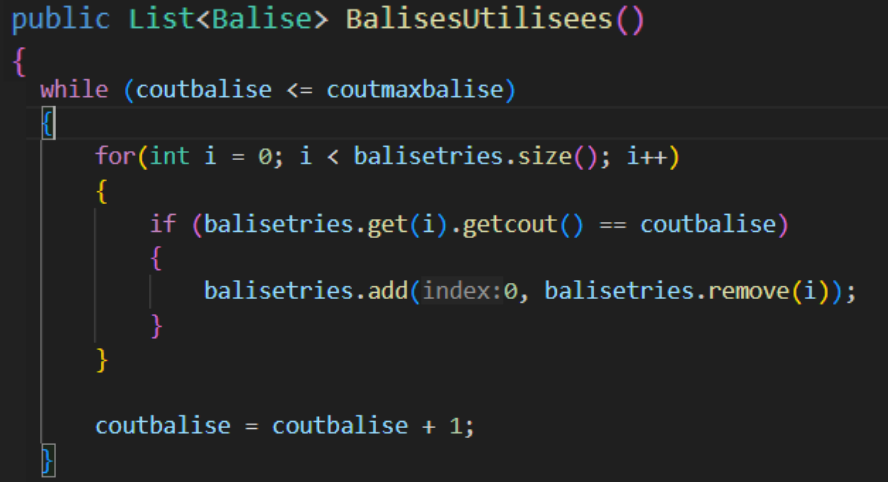 public List<Balise> BalisesUtilisees()
{
while (coutbalise <= coutmaxbalise)
{
for(int i = 0; i < balisetries.size(); i++)
{
if (balisetries.get(i).getcout() == coutbalise)
{
balisetries.add(index:0, balisetries.remove(i));
}
}
coutbalise = coutbalise + 1;
}